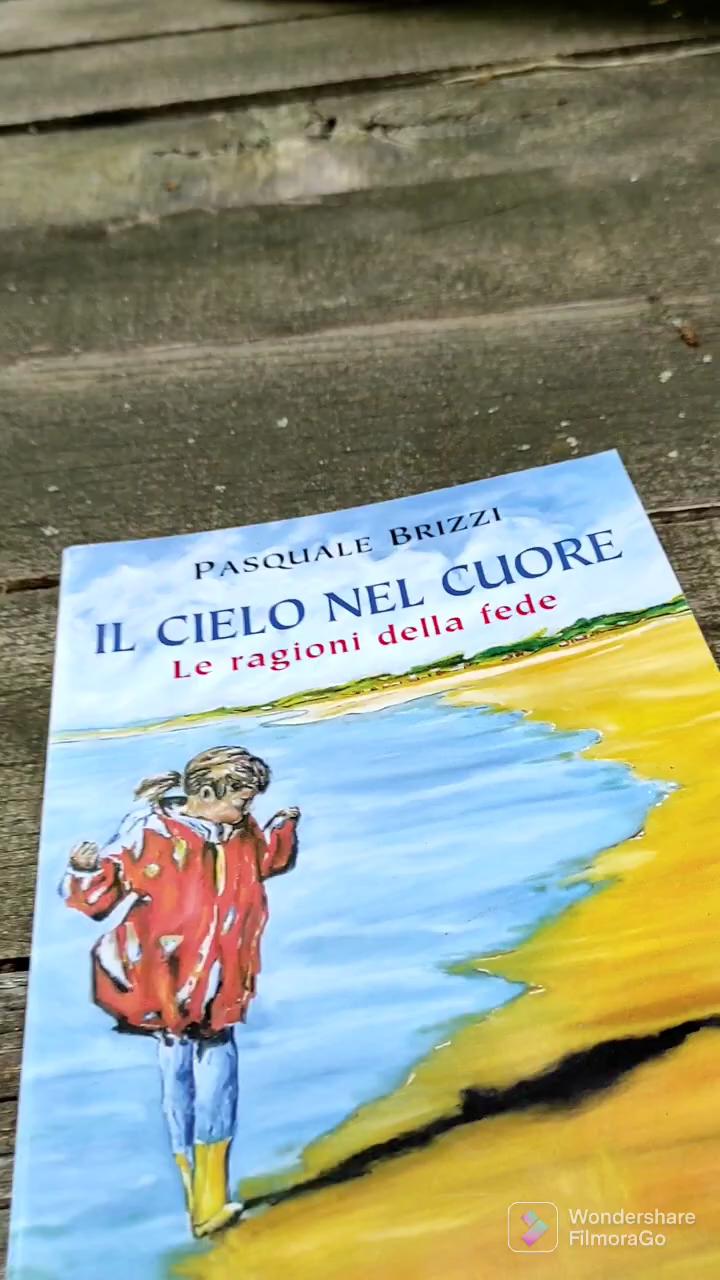 PASQUALE BRIZZI
IL CIELO NEL CUORE
Le ragioni della fede
Wondershare
FilmoraGo